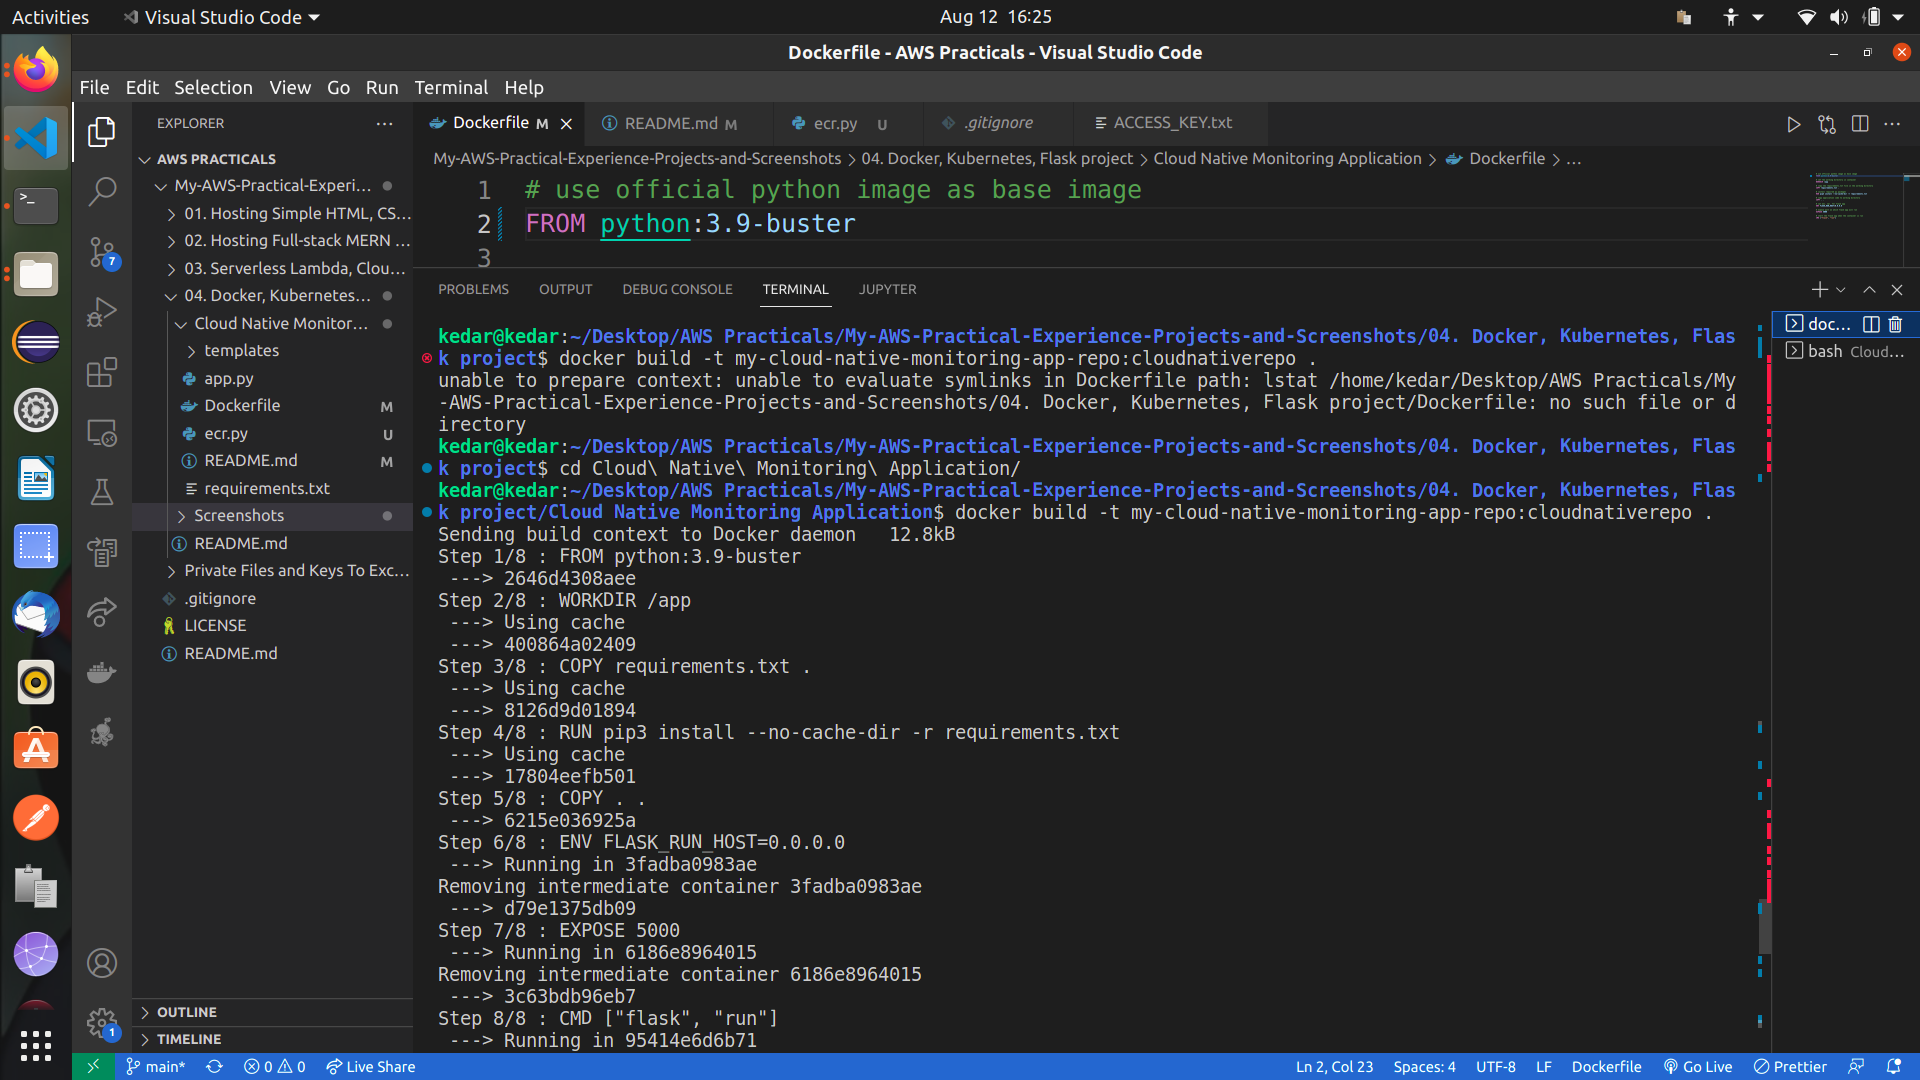 Activities
Visual Studio Code
Aug 12 16:25
Dockerfile - AWS Practicals - Visual Studio Code
File Edit Selection View Go Run Terminal Help
EXPLORER
AWS PRACTICALS
My-AWS-Practical-Experi...
01. Hosting Simple HTML, CS...
02. Hosting Full-stack MERN ...
03. Serverless Lambda, Clou...
04. Docker, Kubernetes...
Cloud Native Monitor...
templates
app.py
Dockerfile M
ecr.py U
README.md M
requirements.txt
Screenshots
README.md
Private Files and Keys To Exc...
.gitignore
LICENSE
README.md
OUTLINE
TIMELINE
7
1
Dockerfile M
README.md M
ecr.py U
.gitignore
ACCESS_KEY.txt
My-AWS-Practical-Experience-Projects-and-Screenshots > 04. Docker, Kubernetes, Flask project > Cloud Native Monitoring Application > Dockerfile > ...
1 # use official python image as base image
2 FROM python:3.9-buster
3
PROBLEMS OUTPUT DEBUG CONSOLE TERMINAL JUPYTER
kedar@kedar:~/Desktop/AWS Practicals/My-AWS-Practical-Experience-Projects-and-Screenshots/04. Docker, Kubernetes, Flas
k project$ docker build -t my-cloud-native-monitoring-app-repo:cloudnativerepo .
unable to prepare context: unable to evaluate symlinks in Dockerfile path: lstat /home/kedar/Desktop/AWS Practicals/My
-AWS-Practical-Experience-Projects-and-Screenshots/04. Docker, Kubernetes, Flask project/Dockerfile: no such file or d
irectory
kedar@kedar:~/Desktop/AWS Practicals/My-AWS-Practical-Experience-Projects-and-Screenshots/04. Docker, Kubernetes, Flas
k project$ cd Cloud\ Native\ Monitoring\ Application/
kedar@kedar:~/Desktop/AWS Practicals/My-AWS-Practical-Experience-Projects-and-Screenshots/04. Docker, Kubernetes, Flas
k project/Cloud Native Monitoring Application$ docker build -t my-cloud-native-monitoring-app-repo:cloudnativerepo .
Sending build context to Docker daemon 12.8kB
Step 1/8 : FROM python:3.9-buster
---> 2646d4308aee
Step 2/8 : WORKDIR /app
---> Using cache
---> 400864a02409
Step 3/8 : COPY requirements.txt .
---> Using cache
---> 8126d9d01894
Step 4/8 : RUN pip3 install --no-cache-dir -r requirements.txt
---> Using cache
---> 17804eefb501
Step 5/8 : COPY . .
---> 6215e036925a
Step 6/8 : ENV FLASK_RUN_HOST=0.0.0.0
---> Running in 3fadba0983ae
Removing intermediate container 3fadba0983ae
---> d79e1375db09
Step 7/8 : EXPOSE 5000
---> Running in 6186e8964015
Removing intermediate container 6186e8964015
---> 3c63bdb96eb7
Step 8/8 : CMD ["flask", "run"]
---> Running in 95414e6d6b71
doc...
bash Cloud...
main* 0 0 Live Share
Ln 2, Col 23 Spaces: 4 UTF-8 LF Dockerfile Go Live Prettier